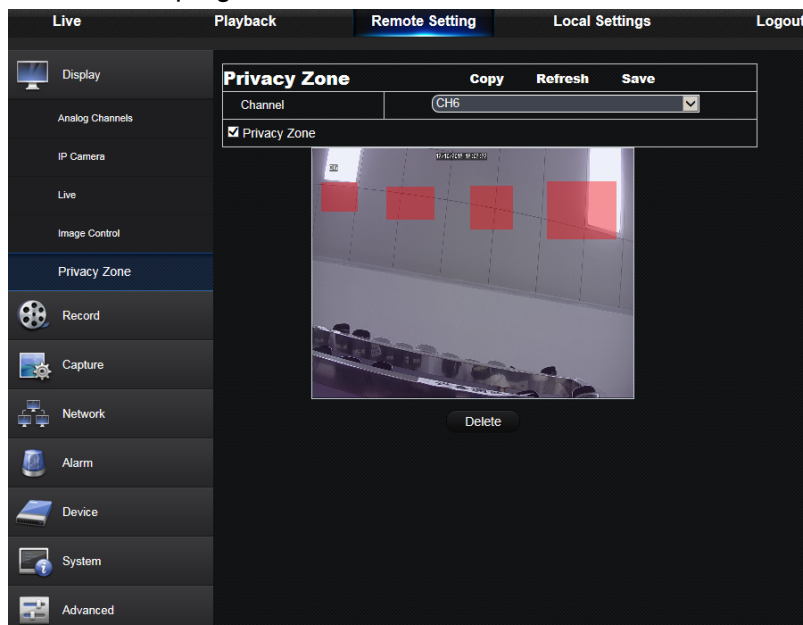 Live Playback Remote Setting Local Settings Logout
Display
Analog Channels
IP Camera
Live
Image Control
Privacy Zone
Record
Capture
Network
Alarm
Device
System
Advanced
Privacy Zone Copy Refresh Save
Channel CH6
Privacy Zone
Delete